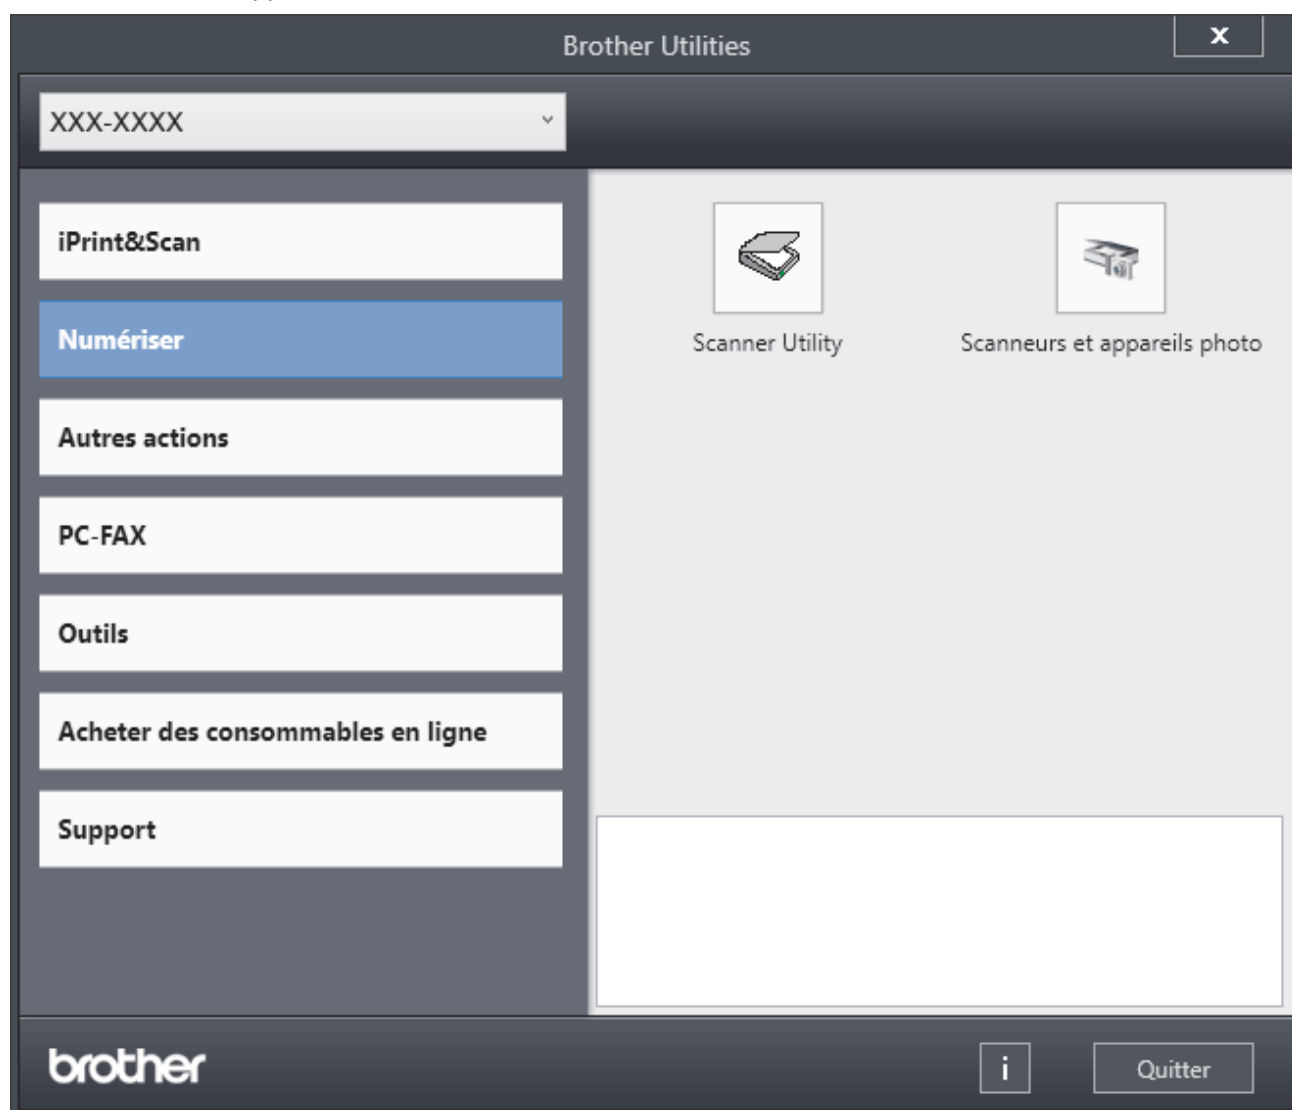 Brother Utilities
x
XXX-XXXX
iPrint&Scan
Numériser
Autres actions
PC-FAX
Outils
Acheter des consommables en ligne
Support
Scanner Utility
Scanneurs et appareils photo
brother
i
Quitter